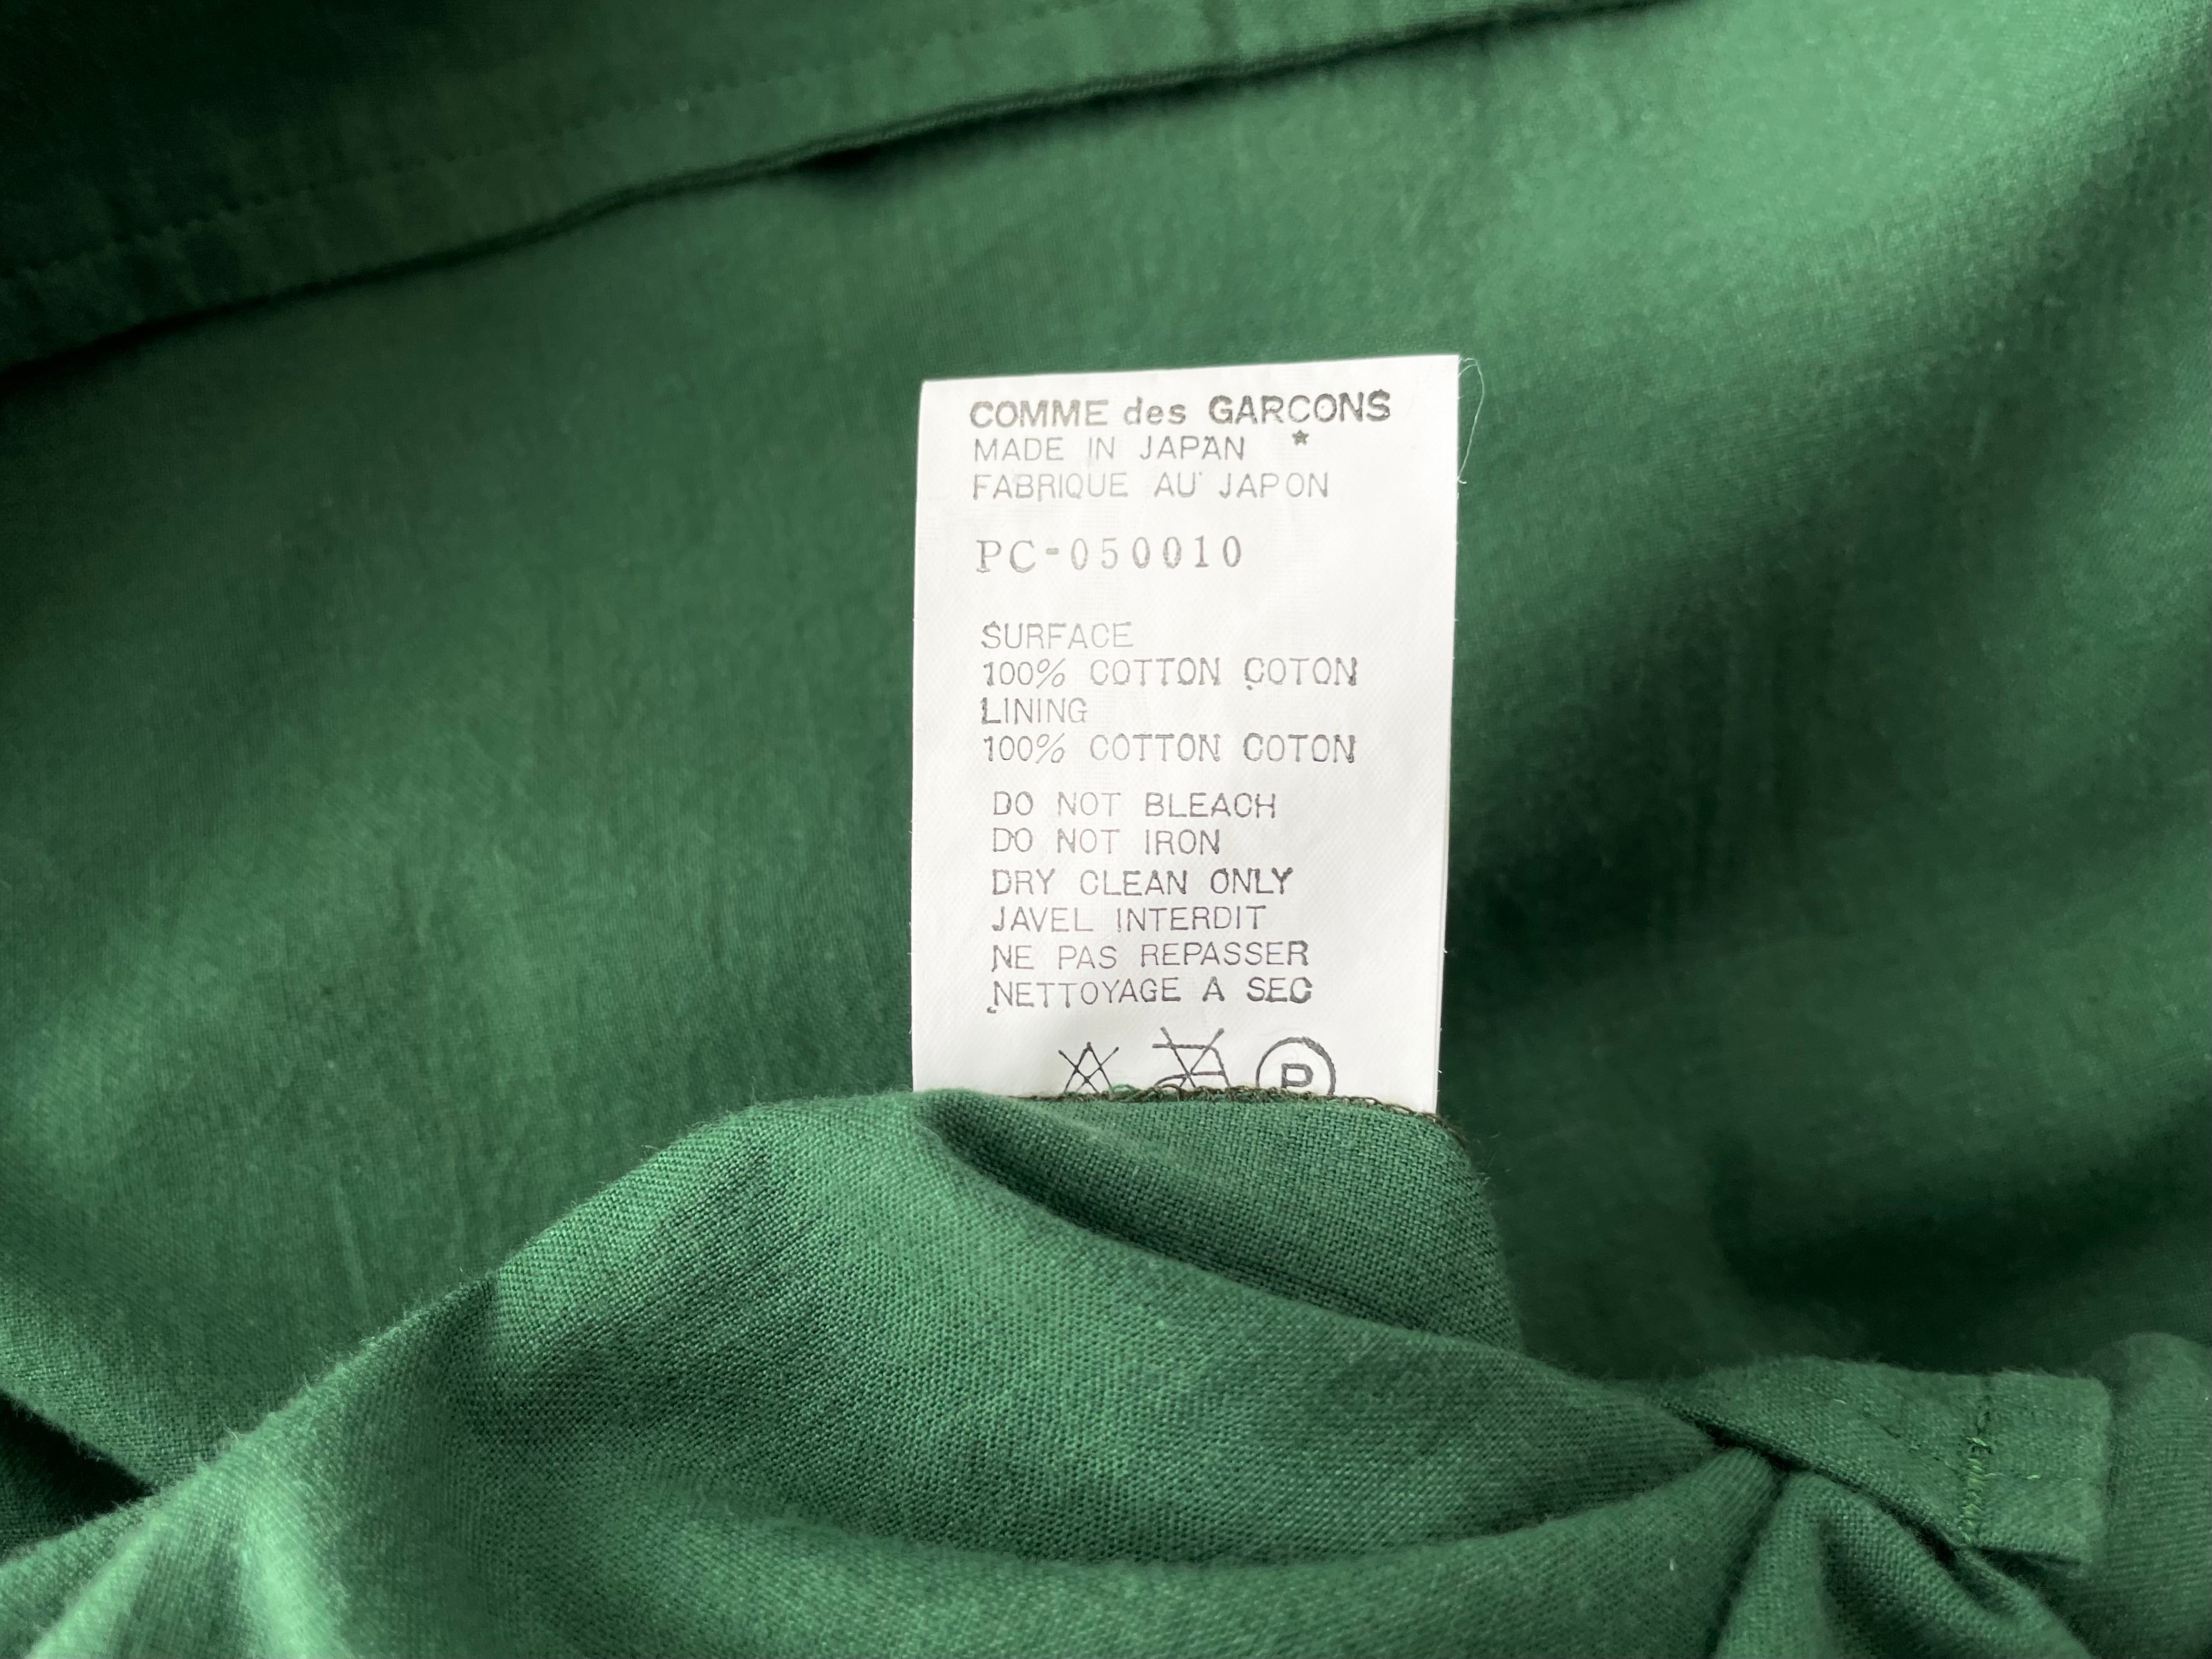 COMME des GARCONS
MADE IN JAPAN *
FABRIQUE AU JAPON
PC-050010
SURFACE
100% COTTON COTON
LINING
100% COTTON COTON
DO NOT BLEACH
DO NOT IRON
DRY CLEAN ONLY
JAVEL INTERDIT
NE PAS REPASSER
NETTOYAGE A SEC
P